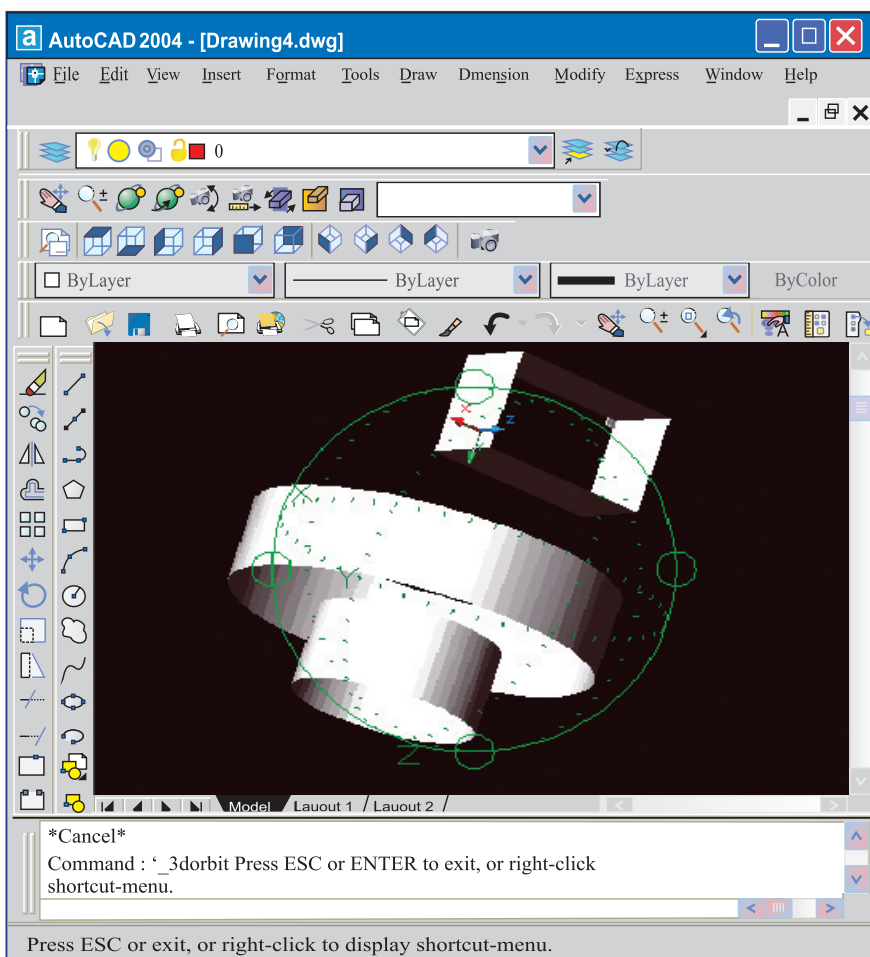 a AutoCAD 2004 - [Drawing4.dwg]
File Edit View Insert Format Tools Draw Dmension Modify Express Window Help
0
ByLayer ByLayer ByLayer ByColor
X
Z
X
Y
Z
Model Lauout 1 Lauout 2
*Cancel*
Command : ‘_3dorbit Press ESC or ENTER to exit, or right-click
shortcut-menu.
Press ESC or exit, or right-click to display shortcut-menu.